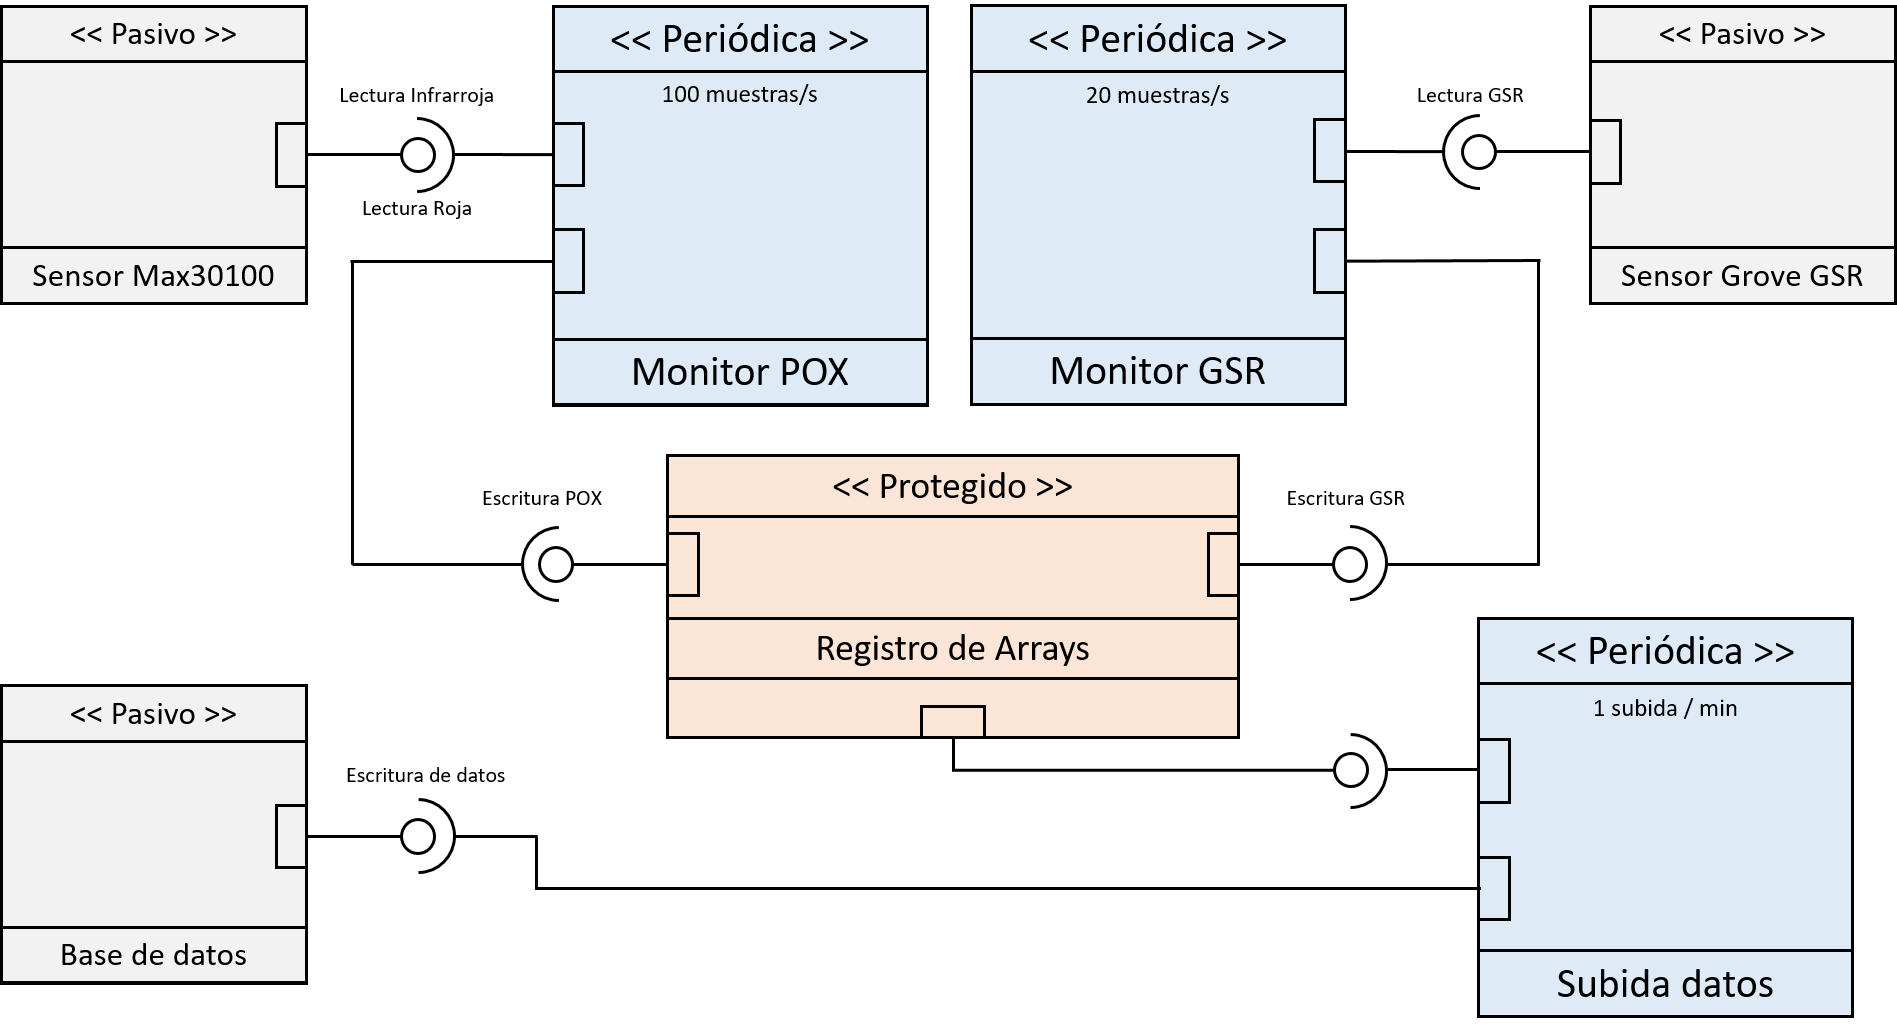 << Pasivo >>
Lectura Infrarroja
Lectura Roja
Sensor Max30100
<< Periódica >>
100 muestras/s
Monitor POX
<< Periódica >>
20 muestras/s
Monitor GSR
Lectura GSR
<< Pasivo >>
Sensor Grove GSR
Escritura POX
<< Protegido >>
Registro de Arrays
Escritura GSR
<< Pasivo >>
Escritura de datos
Base de datos
<< Periódica >>
1 subida / min
Subida datos